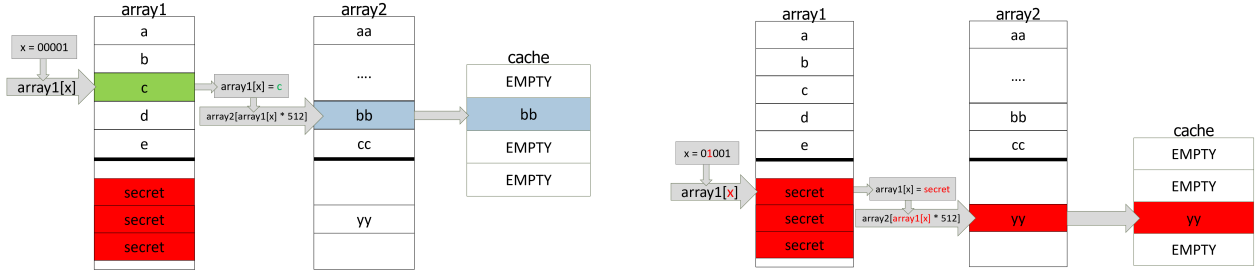 array1
a
b
c
d
e
secret
secret
secret
x = 00001
array1[x]
array1[x] = c
array2[array1[x] * 512]
array2
aa
....
bb
cc
yy
cache
EMPTY
bb
EMPTY
EMPTY
array1
a
b
c
d
e
secret
secret
secret
x = 01001
array1[x]
array1[x] = secret
array2[array1[x] * 512]
array2
aa
....
bb
cc
yy
cache
EMPTY
EMPTY
yy
EMPTY